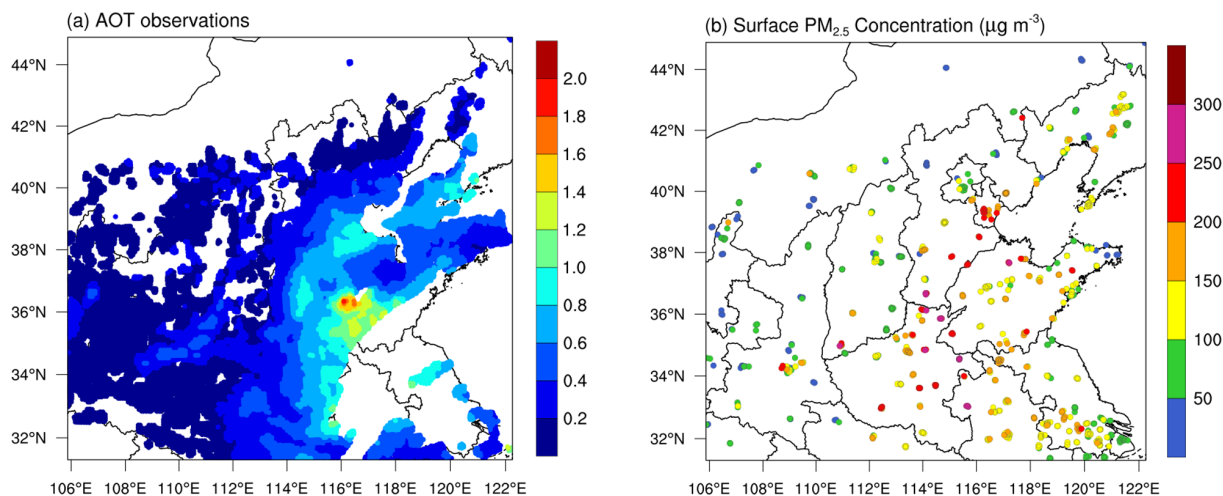 (a) AOT observations
44°N
42°N
40°N
38°N
36°N
34°N
32°N
106°E 108°E 110°E 112°E 114°E 116°E 118°E 120°E 122°E
2.0
1.8
1.6
1.4
1.2
1.0
0.8
0.6
0.4
0.2
(b) Surface PM2.5 Concentration (µg m-3)
44°N
42°N
40°N
38°N
36°N
34°N
32°N
106°E 108°E 110°E 112°E 114°E 116°E 118°E 120°E 122°E
300
250
200
150
100
50